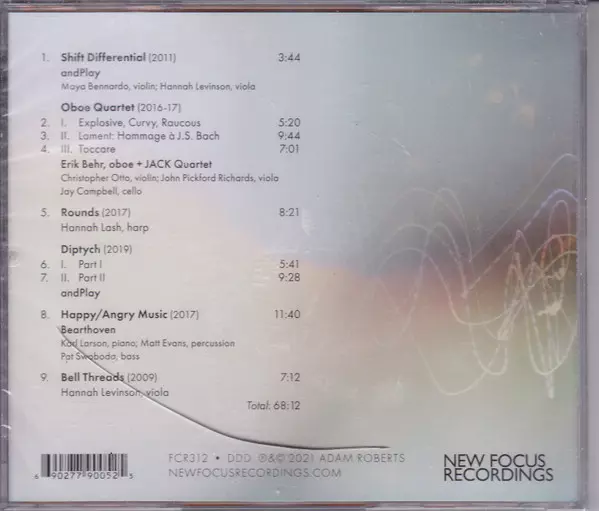 1. Shift Differential (2011) 3:44
andPlay
Maya Bennardo, violin; Hannah Levinson, viola
Oboe Quartet (2016-17)
2. I. Explosive, Curvy, Raucous 5:20
3. II. Lament: Hommage à J.S. Bach 9:44
4. III. Toccare 7:01
Erik Behr, oboe + JACK Quartet
Christopher Otto, violin; John Pickford Richards, viola
Jay Campbell, cello
5. Rounds (2017) 8:21
Hannah Lash, harp
Diptych (2019)
6. I. Part I 5:41
7. II. Part II 9:28
andPlay
8. Happy/Angry Music (2017) 11:40
Bearthoven
Karl Larson, piano; Matt Evans, percussion
Pat Swoboda, bass
9. Bell Threads (2009) 7:12
Hannah Levinson, viola
Total: 68:12
6 90277 90052 5
FCR312 • DDD ℗&© 2021 ADAM ROBERTS
NEWFOCUSRECORDINGS.COM
NEW FOCUS
RECORDINGS